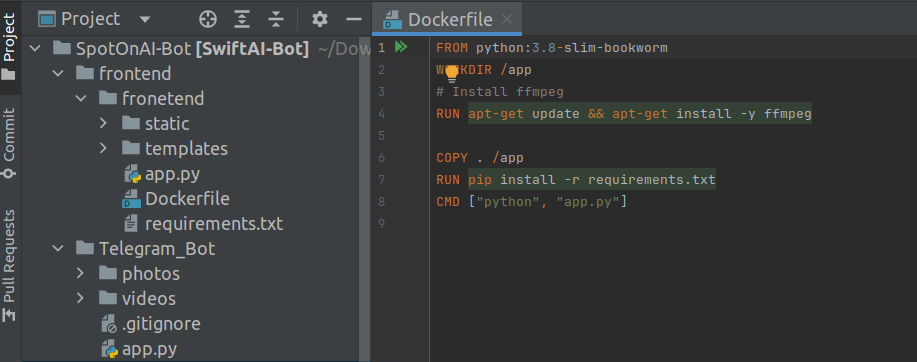 Project
Commit
Pull Requests
Project
SpotOnAI-Bot [SwiftAI-Bot] ~/Dow
frontend
fronetend
static
templates
app.py
Dockerfile
requirements.txt
Telegram_Bot
photos
videos
.gitignore
app.py
Dockerfile
1 FROM python:3.8-slim-bookworm
2 WORKDIR /app
3 # Install ffmpeg
4 RUN apt-get update && apt-get install -y ffmpeg
5
6 COPY . /app
7 RUN pip install -r requirements.txt
8 CMD ["python", "app.py"]
9